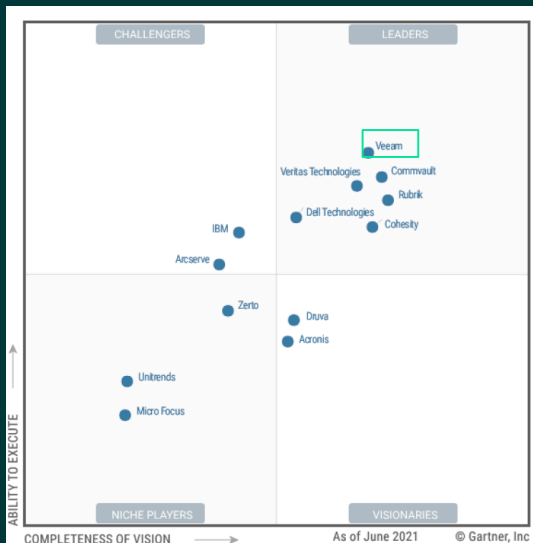 CHALLENGERS
LEADERS
Veeam
Veritas Technologies
Commvault
Rubrik
Dell Technologies
Cohesity
IBM
Arcserve
Zerto
Druva
Acronis
Unitrends
Micro Focus
NICHE PLAYERS
VISIONARIES
ABILITY TO EXECUTE
COMPLETENESS OF VISION
As of June 2021
© Gartner, Inc